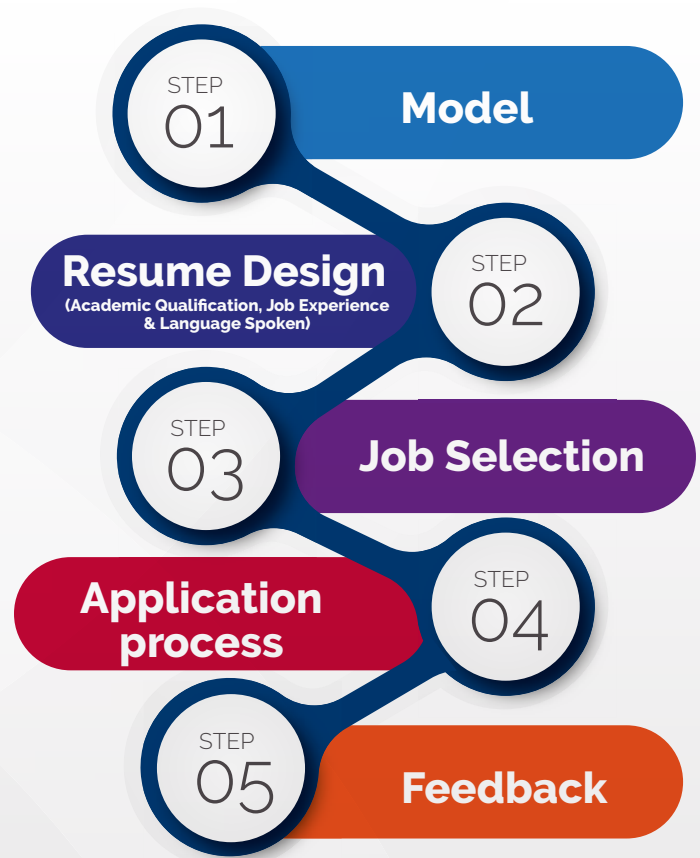 STEP
01
Model
Resume Design
(Academic Qualification, Job Experience
& Language Spoken)
STEP
02
STEP
03
Job Selection
Application
process
STEP
04
STEP
05
Feedback